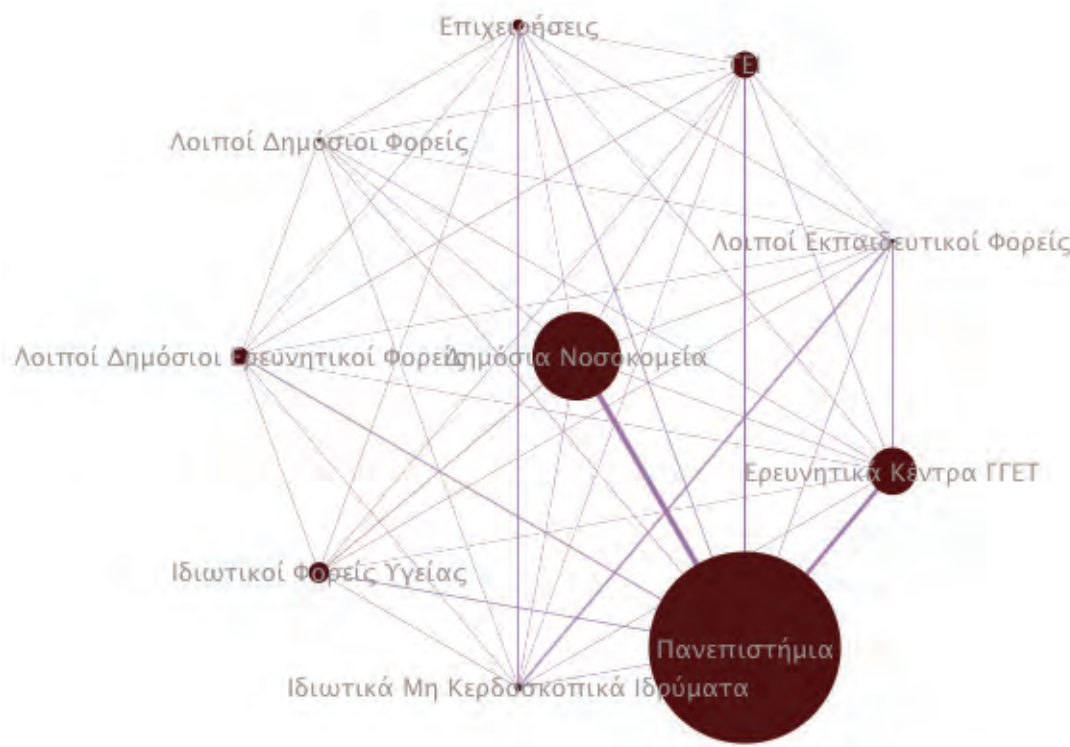 Επιχειρήσεις
ΤΕΙ
Λοιποί Δημόσιοι Φορείς
Λοιποί Εκπαιδευτικοί Φορείς
Λοιποί Δημόσιοι Ερευνητικοί Φορείς
Δημόσια Νοσοκομεία
Ερευνητικά Κέντρα ΓΓΕΤ
Ιδιωτικοί Φορείς Υγείας
Πανεπιστήμια
Ιδιωτικά Μη Κερδοσκοπικά Ιδρύματα